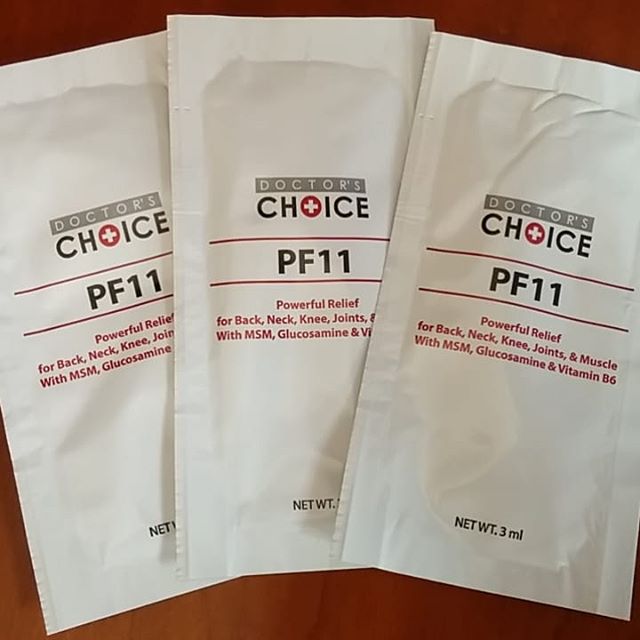 DOCTOR'S
CHOICE
PF11
Powerful Relief
for Back, Neck, Knee, Join
With MSM, Glucosamine
NET
DOCTOR'S
CHOICE
PF11
Powerful Relief
for Back, Neck, Knee, Joints, &
With MSM, Glucosamine & Vi
NET WT.
DOCTOR'S
CHOICE
PF11
Powerful Relief
for Back, Neck, Knee, Joints, & Muscle
With MSM, Glucosamine & Vitamin B6
NET WT. 3 ml